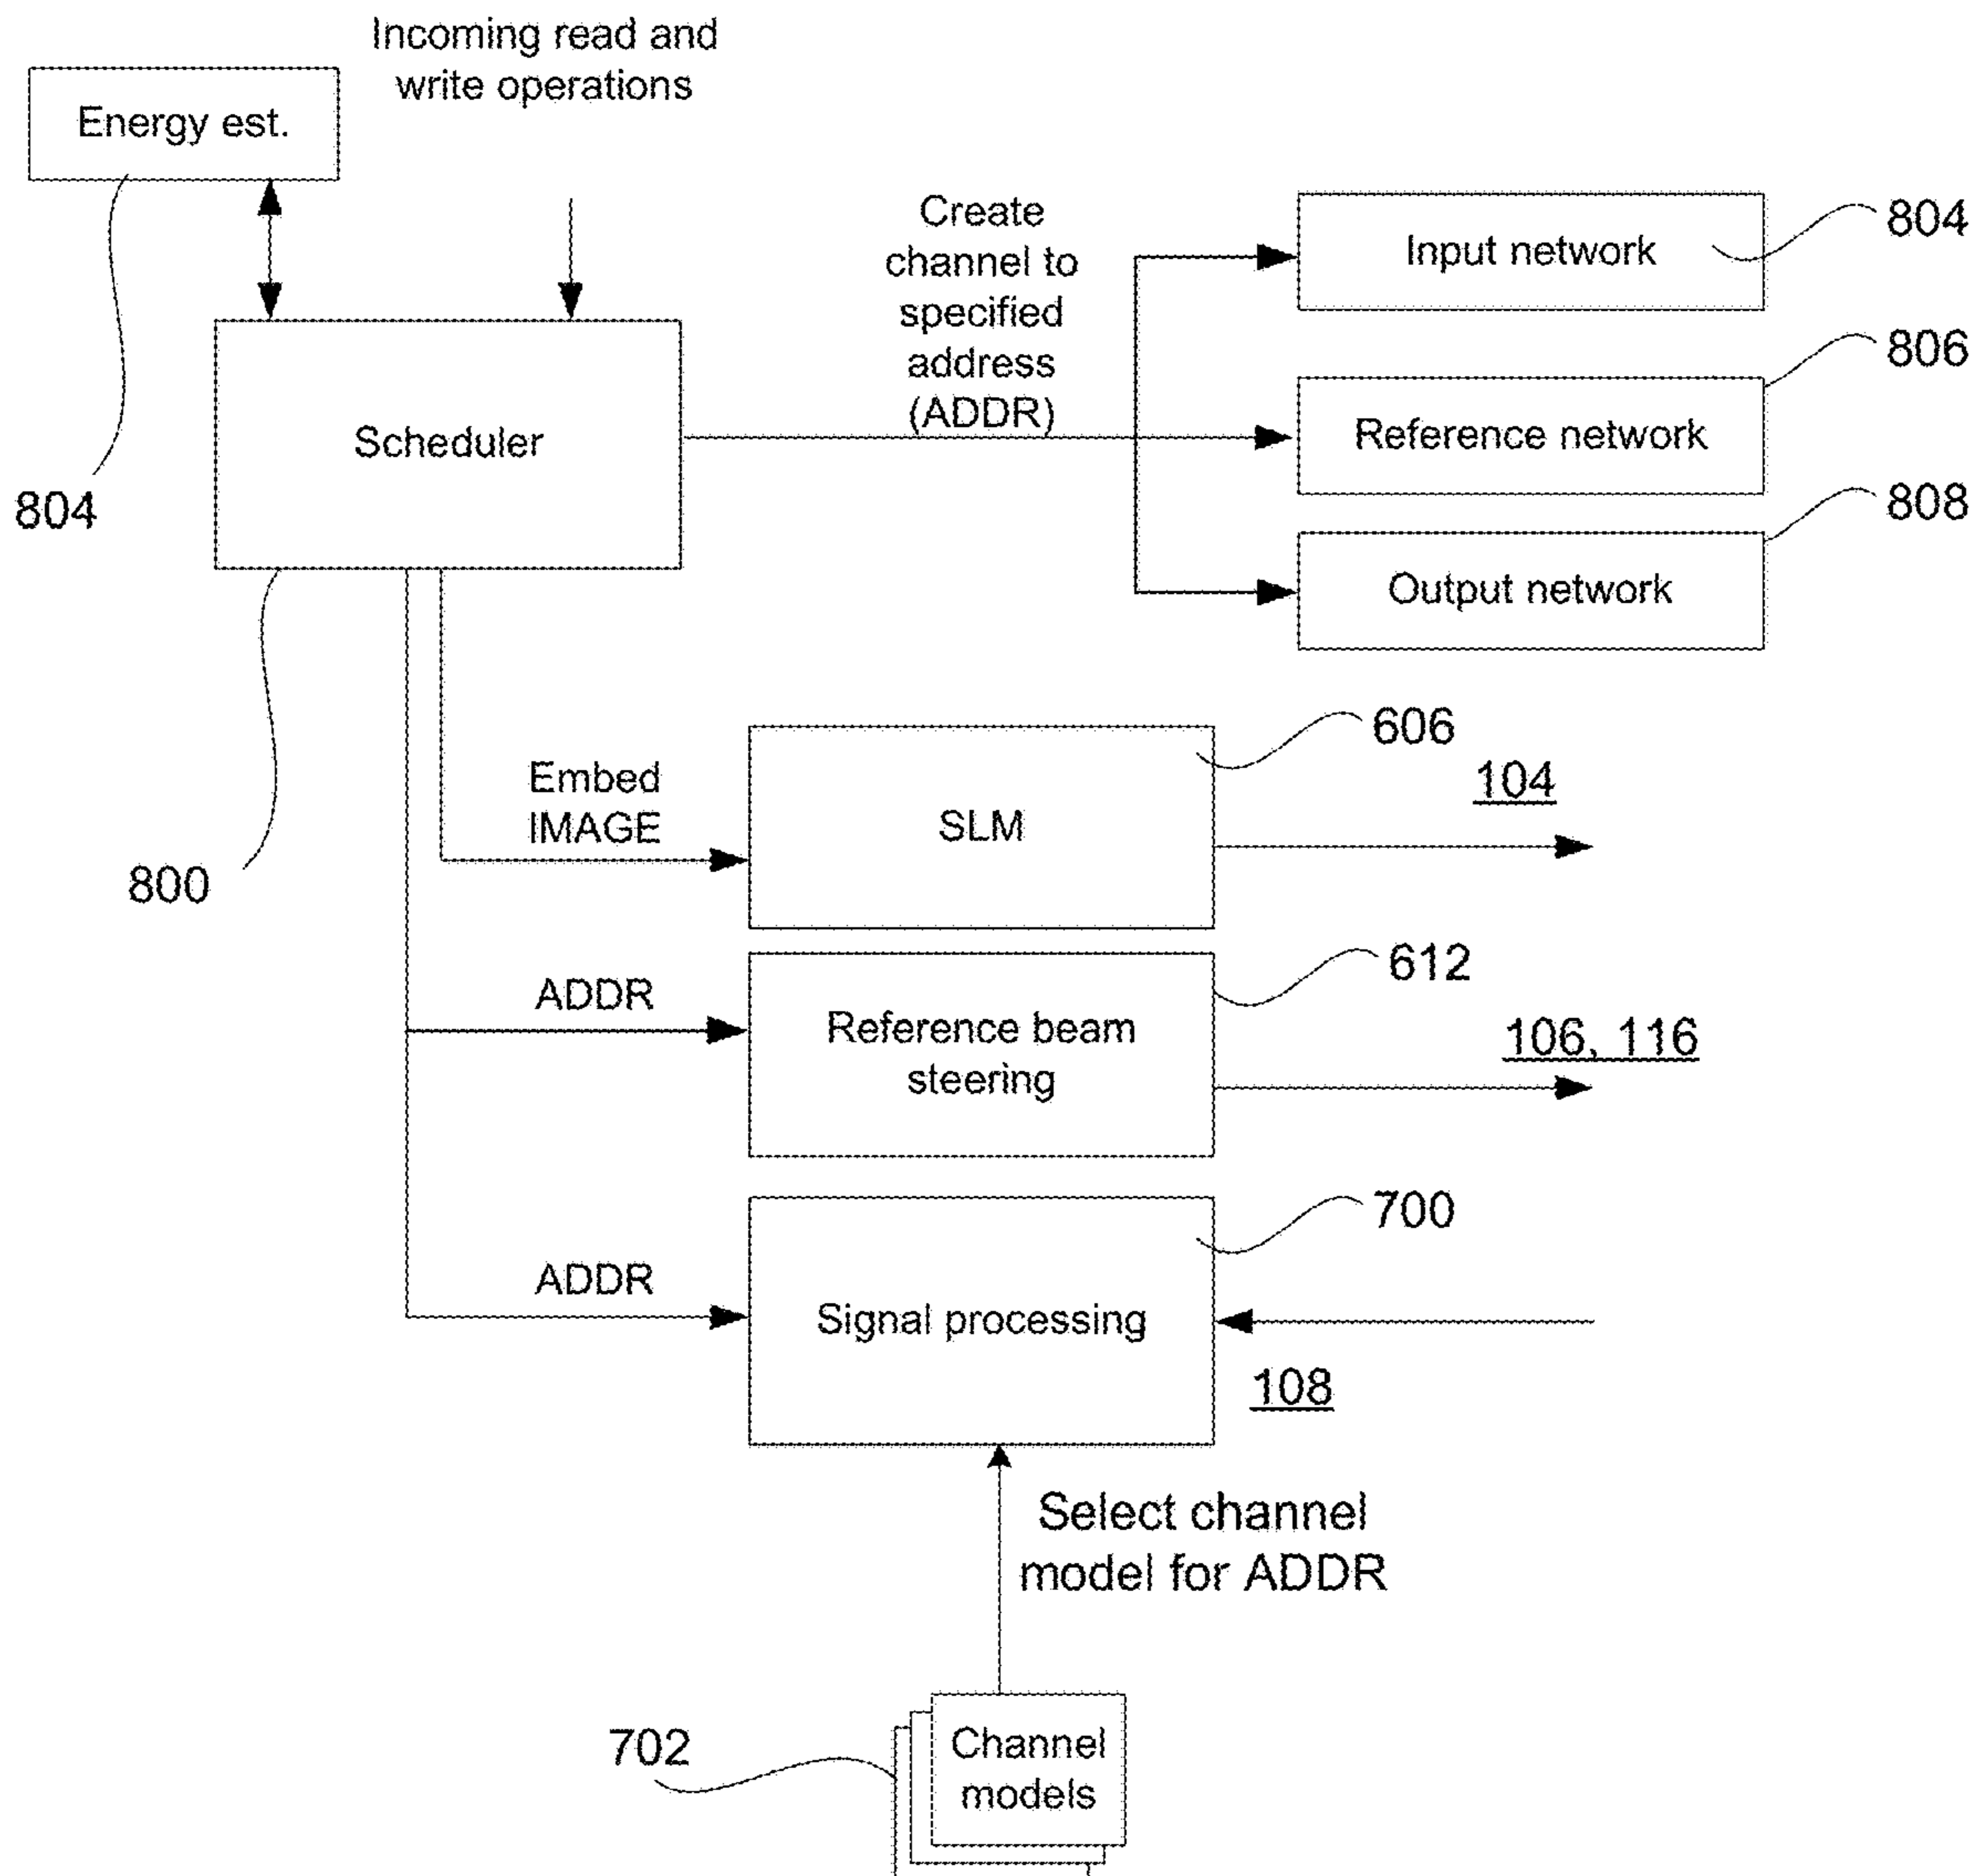 Incoming read and
write operations
Energy est.
804
Create
channel to
specified
address
(ADDR)
Input network
804
Reference network
806
Output network
808
Scheduler
800
Embed
IMAGE
SLM
606
104
ADDR
Reference beam
steering
612
106, 116
ADDR
Signal processing
700
108
Select channel
model for ADDR
702
Channel
models